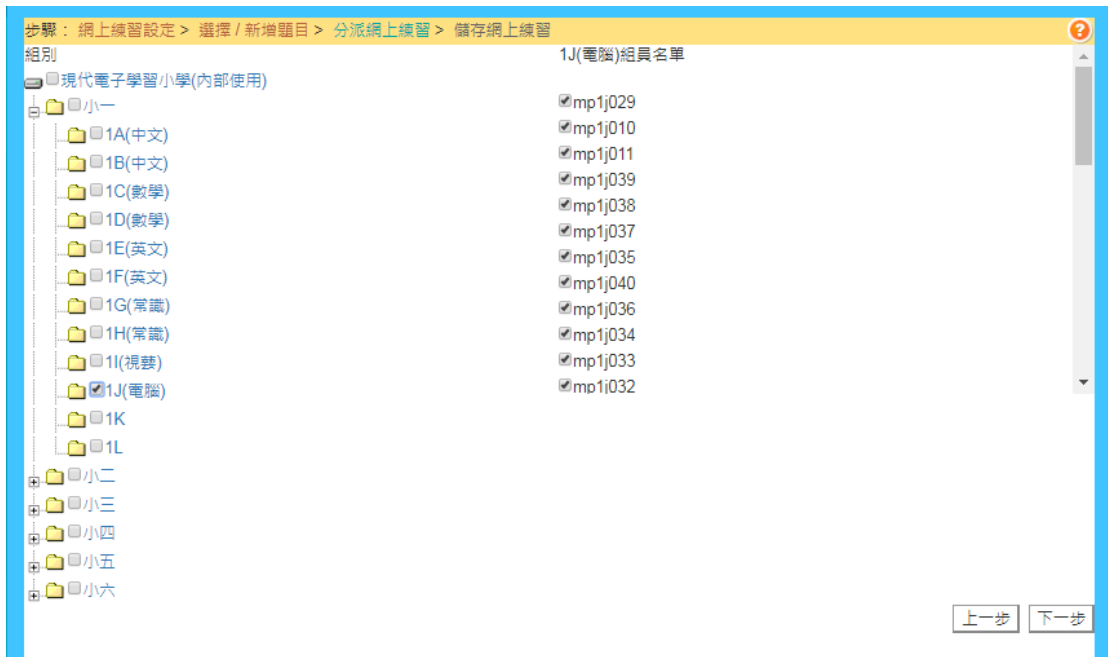 步驟： 網上練習設定 > 選擇 / 新增題目 > 分派網上練習 > 儲存網上練習
組別
現代電子學習小學(內部使用)
小一
1A(中文)
1B(中文)
1C(數學)
1D(數學)
1E(英文)
1F(英文)
1G(常識)
1H(常識)
1I(視藝)
1J(電腦)
1K
1L
小二
小三
小四
小五
小六
1J(電腦)組員名單
mp1j029
mp1j010
mp1j011
mp1j039
mp1j038
mp1j037
mp1j035
mp1j040
mp1j036
mp1j034
mp1j033
mp1j032
上一步 下一步